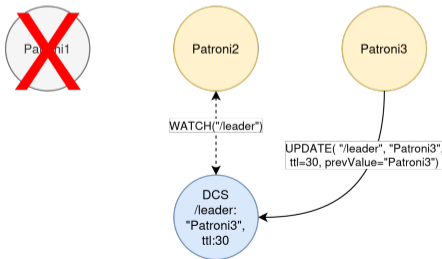 Patroni1
Patroni2
Patroni3
WATCH("/leader")
UPDATE( "/leader", "Patroni3",
ttl=30, prevValue="Patroni3")
DCS
/leader:
"Patroni3",
ttl:30